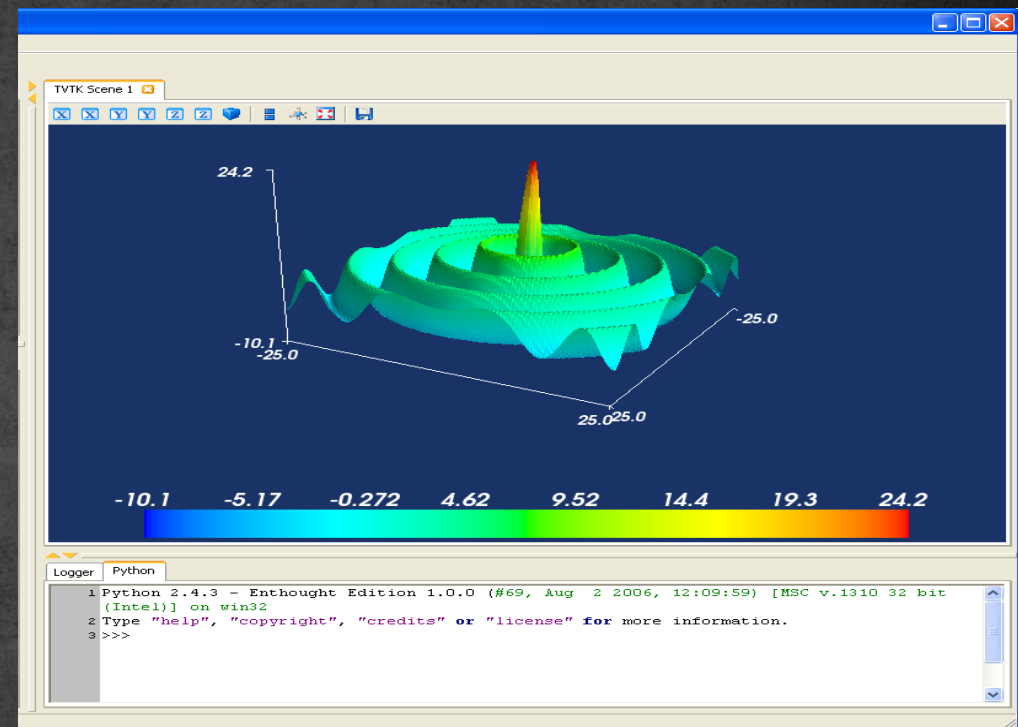 TVTK Scene 1
X X Y Y Z Z
24.2
-10.1
-25.0
-25.0
25.0 25.0
-10.1 -5.17 -0.272 4.62 9.52 14.4 19.3 24.2
Logger Python
1 Python 2.4.3 - Enthought Edition 1.0.0 (#69, Aug  2 2006, 12:09:59) [MSC v.1310 32 bit
(Intel)] on win32
2 Type "help", "copyright", "credits" or "license" for more information.
3 >>>